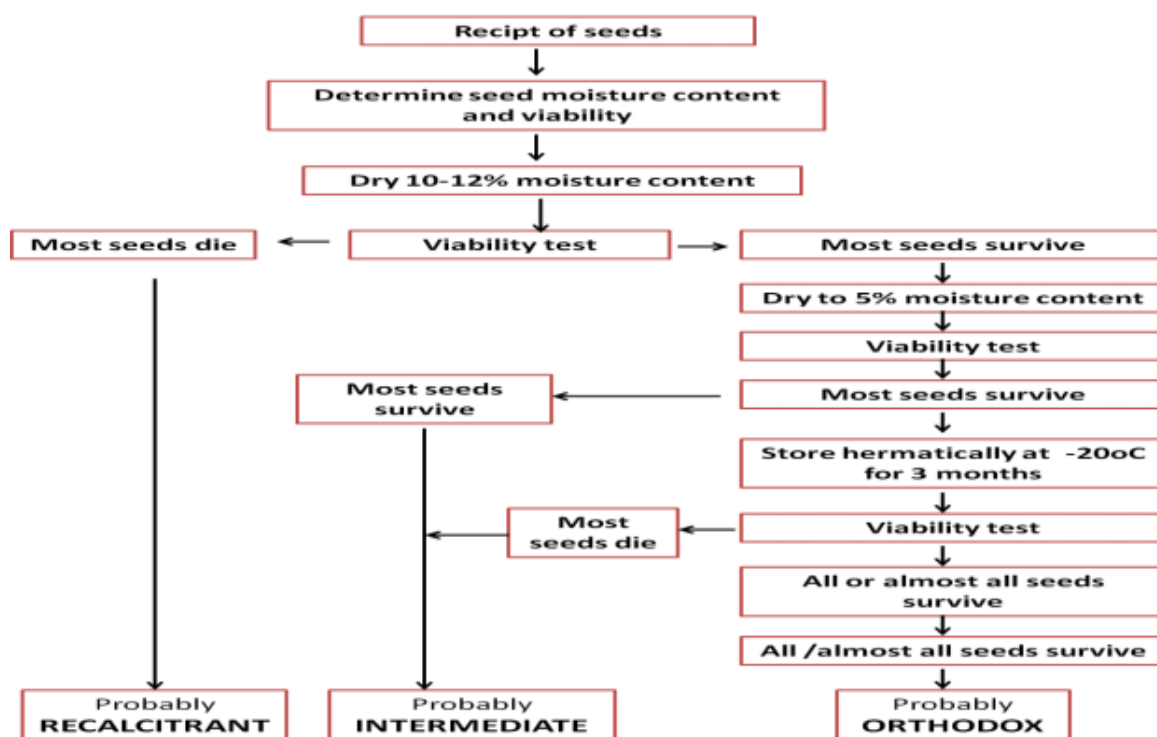 Recipt of seeds
Determine seed moisture content
and viability
Dry 10-12% moisture content
Most seeds die
Viability test
Most seeds survive
Dry to 5% moisture content
Viability test
Most seeds
survive
Most seeds survive
Store hermatically at -20oC
for 3 months
Most
seeds die
Viability test
All or almost all seeds
survive
All /almost all seeds survive
Probably
RECALCITRANT
Probably
INTERMEDIATE
Probably
ORTHODOX